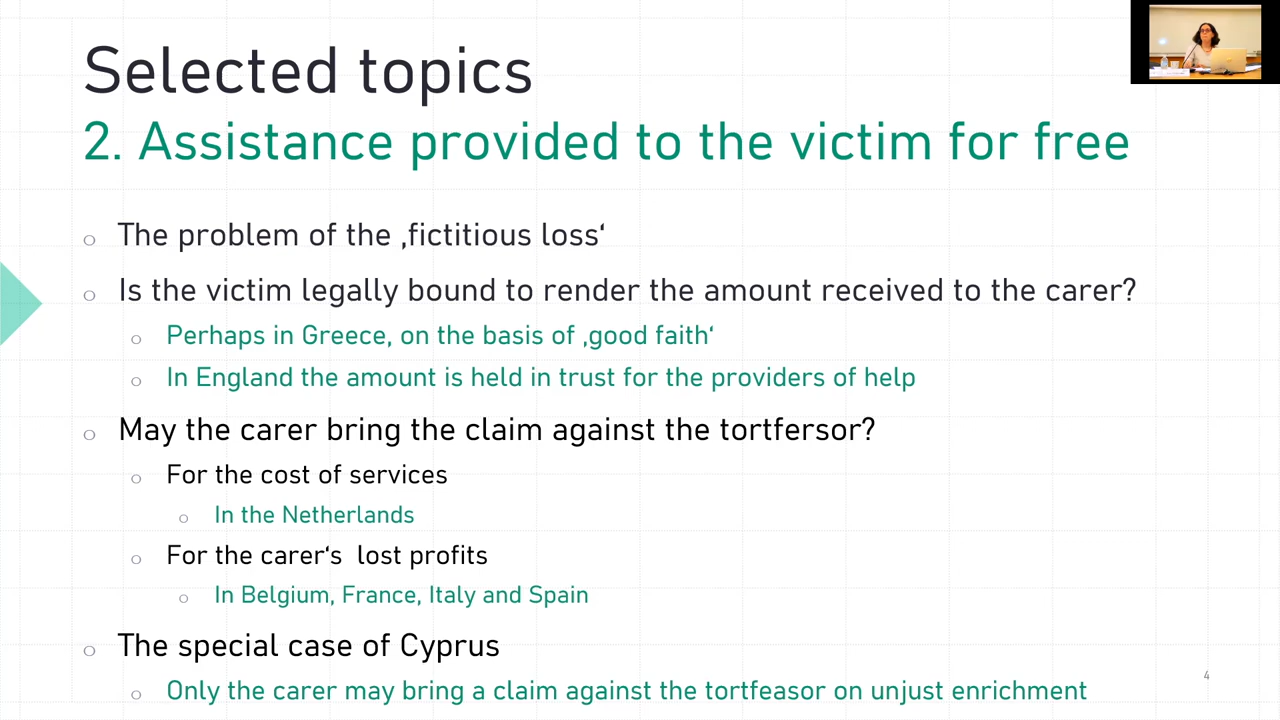 Selected topics
2. Assistance provided to the victim for free
The problem of the ‚fictitious loss‘
Is the victim legally bound to render the amount received to the carer?
Perhaps in Greece, on the basis of ‚good faith‘
In England the amount is held in trust for the providers of help
May the carer bring the claim against the tortfersor?
For the cost of services
In the Netherlands
For the carer‘s lost profits
In Belgium, France, Italy and Spain
The special case of Cyprus
Only the carer may bring a claim against the tortfeasor on unjust enrichment
4